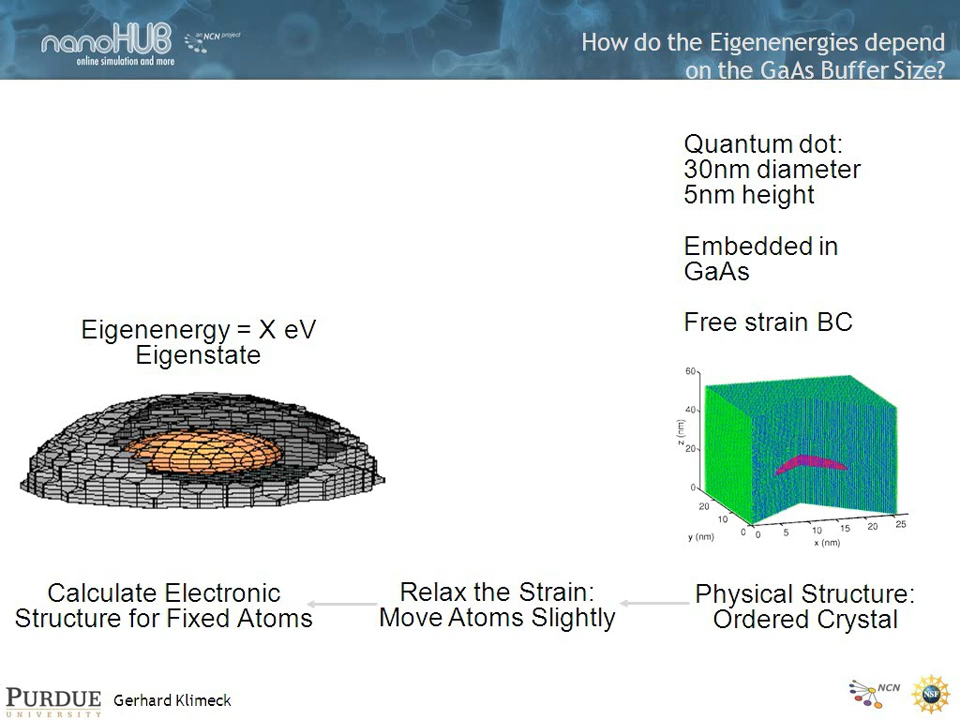 nanoHUB
an NCN project
online simulation and more
How do the Eigenenergies depend
on the GaAs Buffer Size?
Quantum dot:
30nm diameter
5nm height
Embedded in
GaAs
Free strain BC
Eigenenergy = X eV
Eigenstate
60
40
20
0
z (nm)
20
10
0
y (nm)
0
5
10
15
20
25
x (nm)
Calculate Electronic
Structure for Fixed Atoms
Relax the Strain:
Move Atoms Slightly
Physical Structure:
Ordered Crystal
PURDUE
UNIVERSITY
Gerhard Klimeck
NCN
NSF